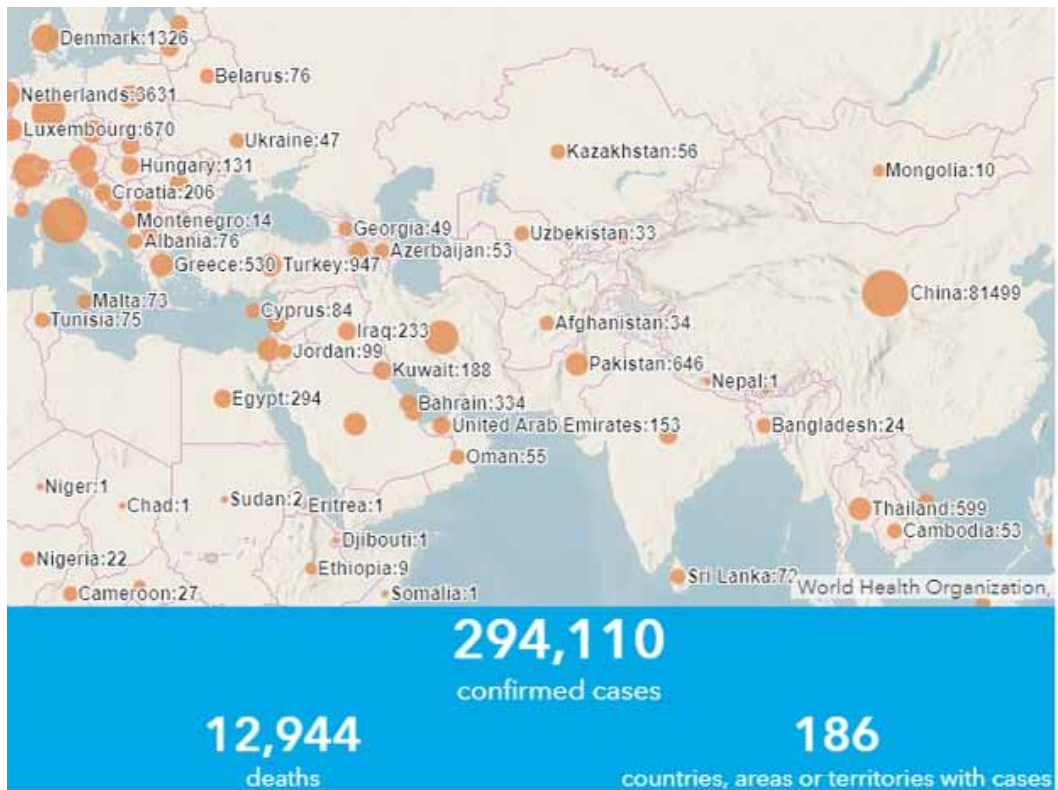 Denmark:1326
Belarus:76
Netherlands:3631
Luxembourg:670
Ukraine:47
Kazakhstan:56
Hungary:131
Mongolia:10
Croatia:206
Montenegro:14
Georgia:49
Uzbekistan:33
Albania:76
Azerbaijan:53
Greece:530
Turkey:947
China:81499
Malta:73
Cyprus:84
Tunisia:75
Iraq:233
Afghanistan:34
Jordan:99
Pakistan:646
Kuwait:188
Nepal:1
Egypt:294
Bahrain:334
United Arab Emirates:153
Bangladesh:24
Oman:55
Niger:1
Chad:1
Sudan:2
Eritrea:1
Thailand:599
Djibouti:1
Cambodia:53
Nigeria:22
Ethiopia:9
Sri Lanka:72
Cameroon:27
Somalia:1
World Health Organization,
294,110
confirmed cases
12,944
deaths
186
countries, areas or territories with cases